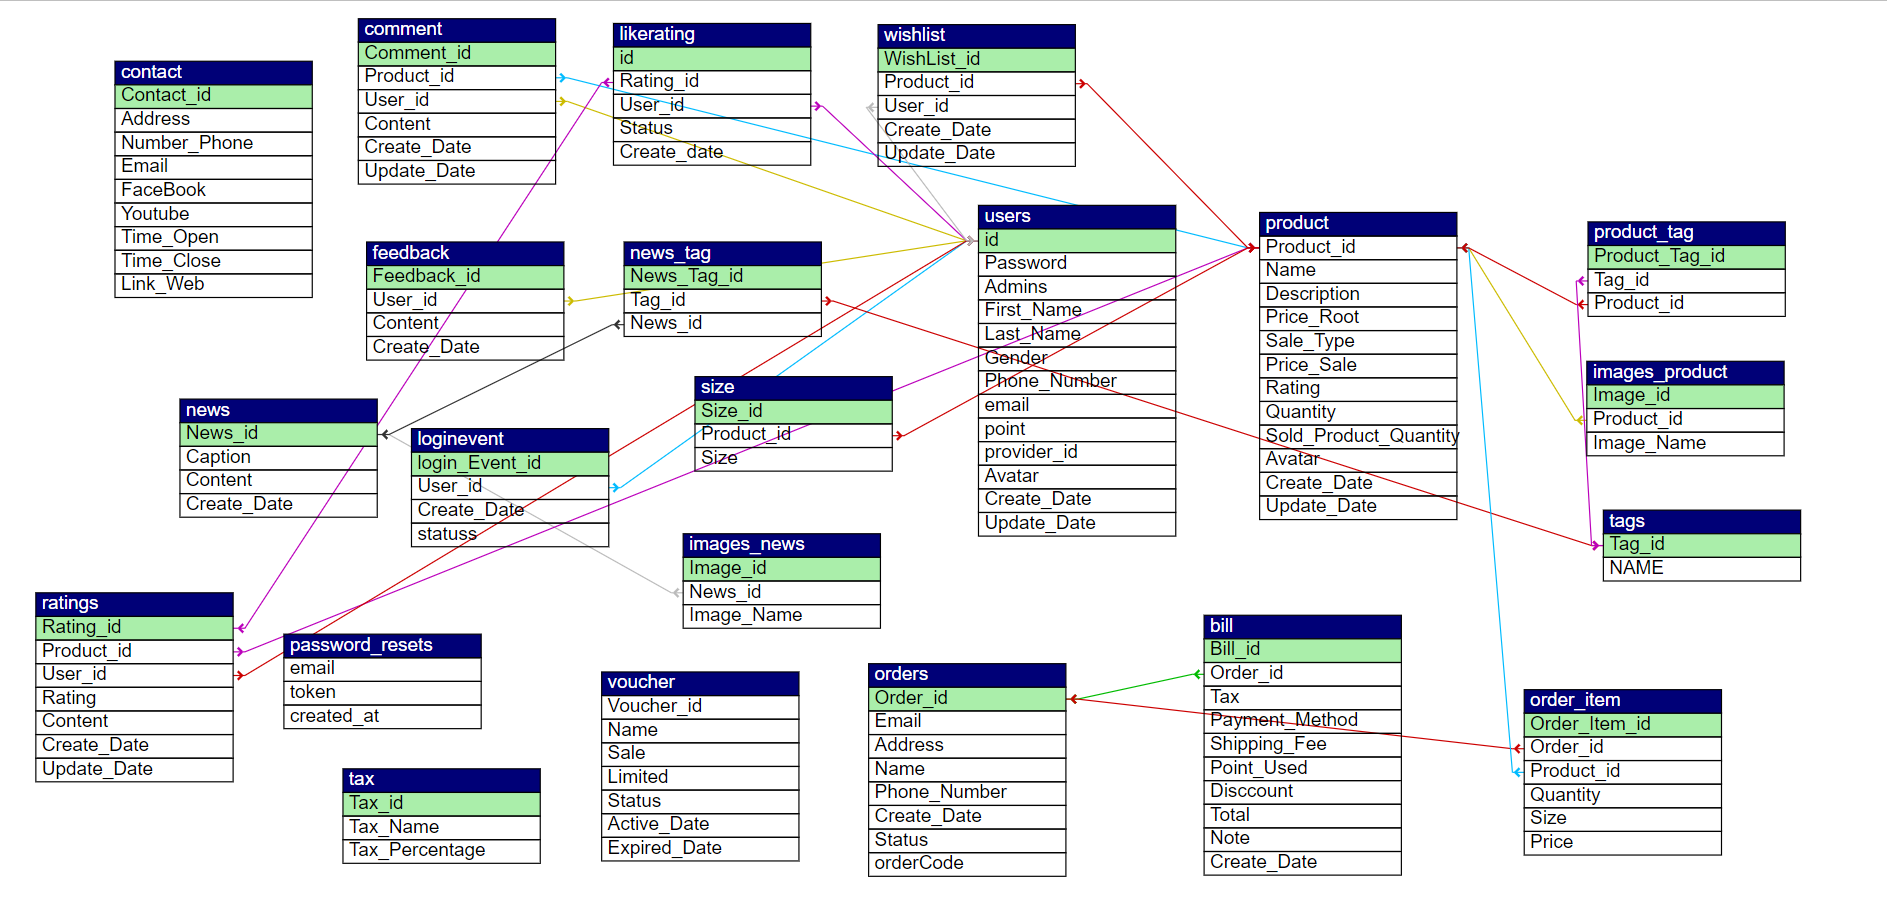 contact
Contact_id
Address
Number_Phone
Email
FaceBook
Youtube
Time_Open
Time_Close
Link_Web
comment
Comment_id
Product_id
User_id
Content
Create_Date
Update_Date
likerating
id
Rating_id
User_id
Status
Create_date
wishlist
WishList_id
Product_id
User_id
Create_Date
Update_Date
feedback
Feedback_id
User_id
Content
Create_Date
news_tag
News_Tag_id
Tag_id
News_id
users
id
Password
Admins
First_Name
Last_Name
Gender
Phone_Number
email
point
provider_id
Avatar
Create_Date
Update_Date
product
Product_id
Name
Description
Price_Root
Sale_Type
Price_Sale
Rating
Quantity
Sold_Product_Quantity
Avatar
Create_Date
Update_Date
product_tag
Product_Tag_id
Tag_id
Product_id
images_product
Image_id
Product_id
Image_Name
tags
Tag_id
NAME
news
News_id
Caption
Content
Create_Date
loginevent
login_Event_id
User_id
Create_Date
statuss
size
Size_id
Product_id
Size
images_news
Image_id
News_id
Image_Name
ratings
Rating_id
Product_id
User_id
Rating
Content
Create_Date
Update_Date
password_resets
email
token
created_at
tax
Tax_id
Tax_Name
Tax_Percentage
voucher
Voucher_id
Name
Sale
Limited
Status
Active_Date
Expired_Date
orders
Order_id
Email
Address
Name
Phone_Number
Create_Date
Status
orderCode
bill
Bill_id
Order_id
Tax
Payment_Method
Shipping_Fee
Point_Used
Disccount
Total
Note
Create_Date
order_item
Order_Item_id
Order_id
Product_id
Quantity
Size
Price